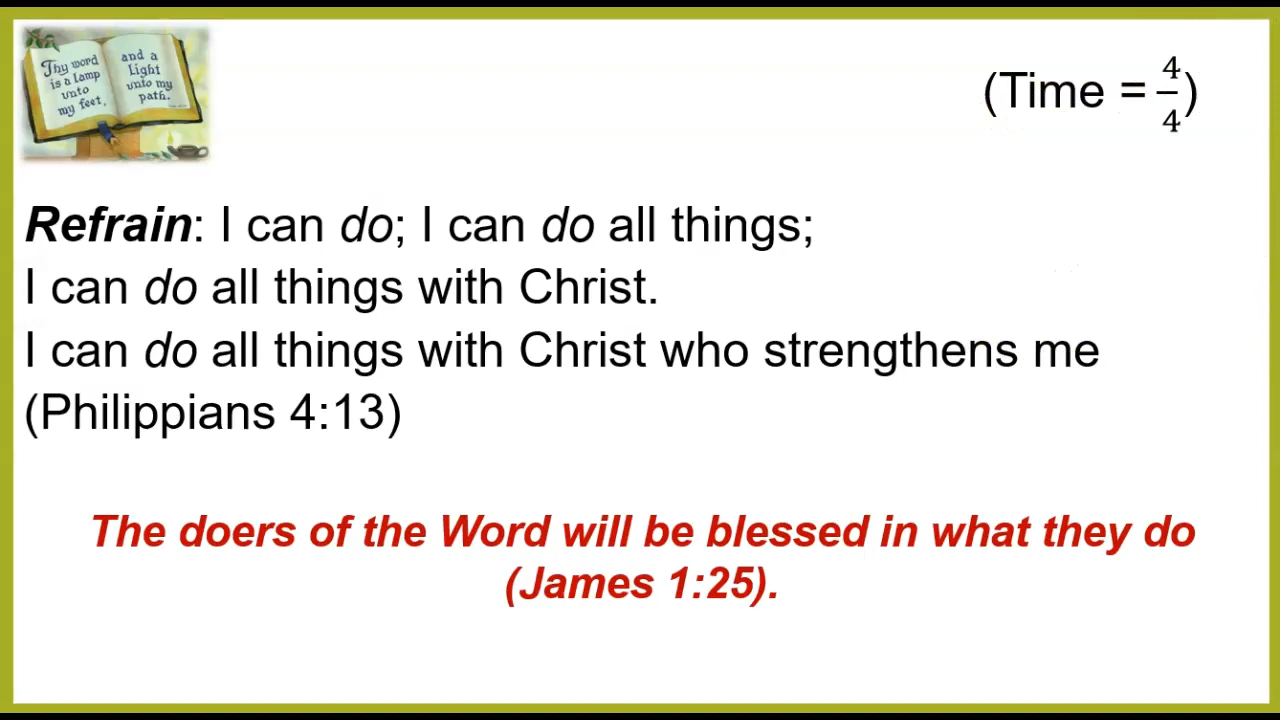 Thy word
is a lamp
unto
my feet,
and a
Light
unto my
path.
(Time = 4/4)
Refrain: I can do; I can do all things;
I can do all things with Christ.
I can do all things with Christ who strengthens me
(Philippians 4:13)
The doers of the Word will be blessed in what they do
(James 1:25).